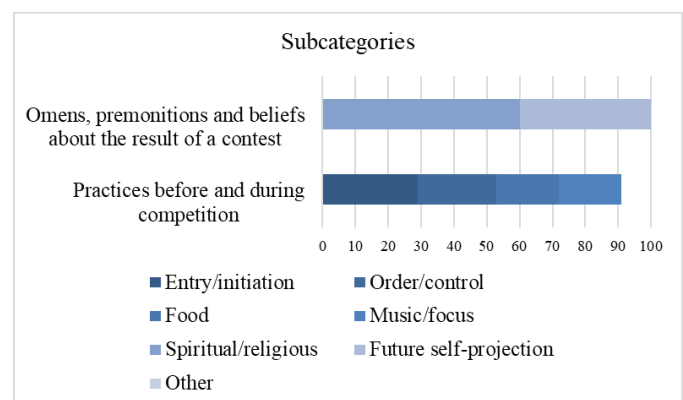 Subcategories
Omens, premonitions and beliefs
about the result of a contest
Practices before and during
competition
0 10 20 30 40 50 60 70 80 90 100
Entry/initiation Order/control
Food Music/focus
Spiritual/religious Future self-projection
Other